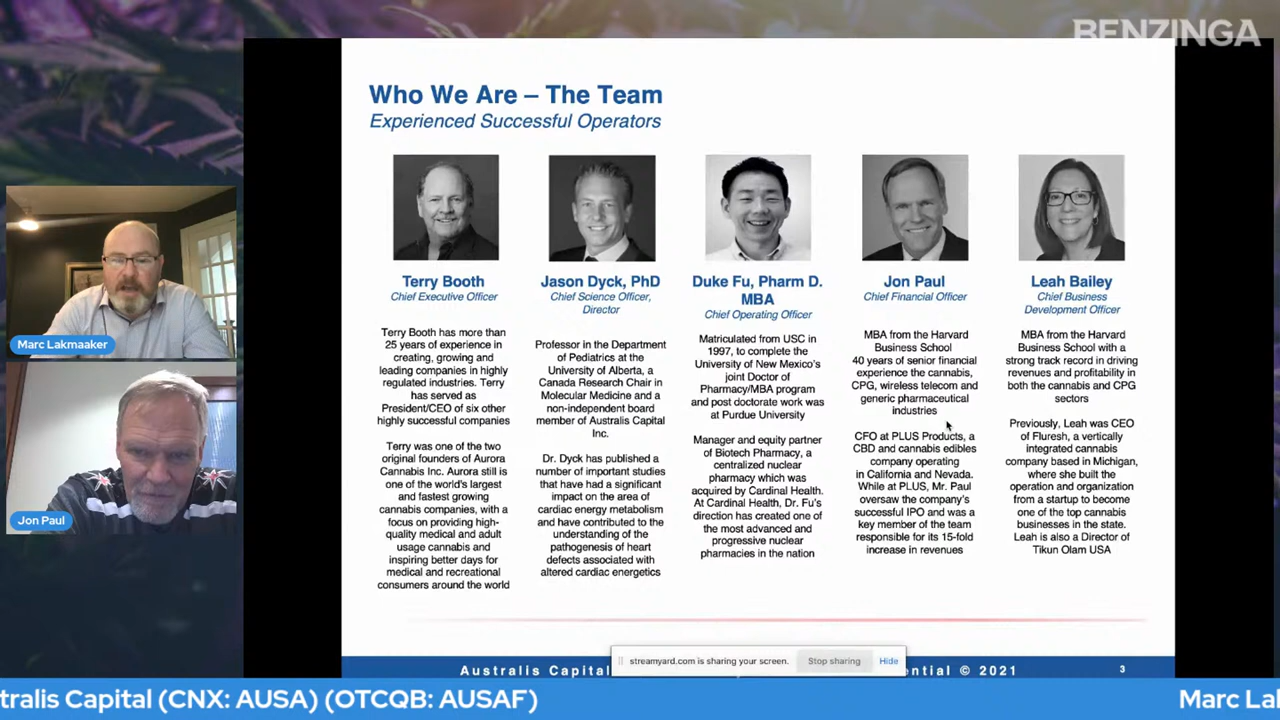 BENZINGA
Who We Are – The Team
Experienced Successful Operators
Terry Booth
Chief Executive Officer
Terry Booth has more than
25 years of experience in
creating, growing and
leading companies in highly
regulated industries. Terry
has served as
President/CEO of six other
highly successful companies
Terry was one of the two
original founders of Aurora
Cannabis Inc. Aurora still is
one of the world's largest
and fastest growing
cannabis companies, with a
focus on providing high-
quality medical and adult
usage cannabis and
inspiring better days for
medical and recreational
consumers around the world
Jason Dyck, PhD
Chief Science Officer,
Director
Professor in the Department
of Pediatrics at the
University of Alberta, a
Canada Research Chair in
Molecular Medicine and a
non-independent board
member of Australis Capital
Inc.
Dr. Dyck has published a
number of important studies
that have had a significant
impact on the area of
cardiac energy metabolism
and have contributed to the
understanding of the
pathogenesis of heart
defects associated with
altered cardiac energetics
Duke Fu, Pharm D.
MBA
Chief Operating Officer
Matriculated from USC in
1997, to complete the
University of New Mexico's
joint Doctor of
Pharmacy/MBA program
and post doctorate work was
at Purdue University
Manager and equity partner
of Biotech Pharmacy, a
centralized nuclear
pharmacy which was
acquired by Cardinal Health.
At Cardinal Health, Dr. Fu's
direction has created one of
the most advanced and
progressive nuclear
pharmacies in the nation
Jon Paul
Chief Financial Officer
MBA from the Harvard
Business School
40 years of senior financial
experience the cannabis,
CPG, wireless telecom and
generic pharmaceutical
industries
CFO at PLUS Products, a
CBD and cannabis edibles
company operating
in California and Nevada.
While at PLUS, Mr. Paul
oversaw the company's
successful IPO and was a
key member of the team
responsible for its 15-fold
increase in revenues
Leah Bailey
Chief Business
Development Officer
MBA from the Harvard
Business School with a
strong track record in driving
revenues and profitability in
both the cannabis and CPG
sectors
Previously, Leah was CEO
of Fluresh, a vertically
integrated cannabis
company based in Michigan,
where she built the
operation and organization
from a startup to become
one of the top cannabis
businesses in the state.
Leah is also a Director of
Tikun Olam USA
Marc Lakmaaker
Jon Paul
streamyard.com is sharing your screen.
Stop sharing
Hide
Australis Capital
ential © 2021
3
tralis Capital (CNX: AUSA) (OTCQB: AUSAF)
Marc Lal